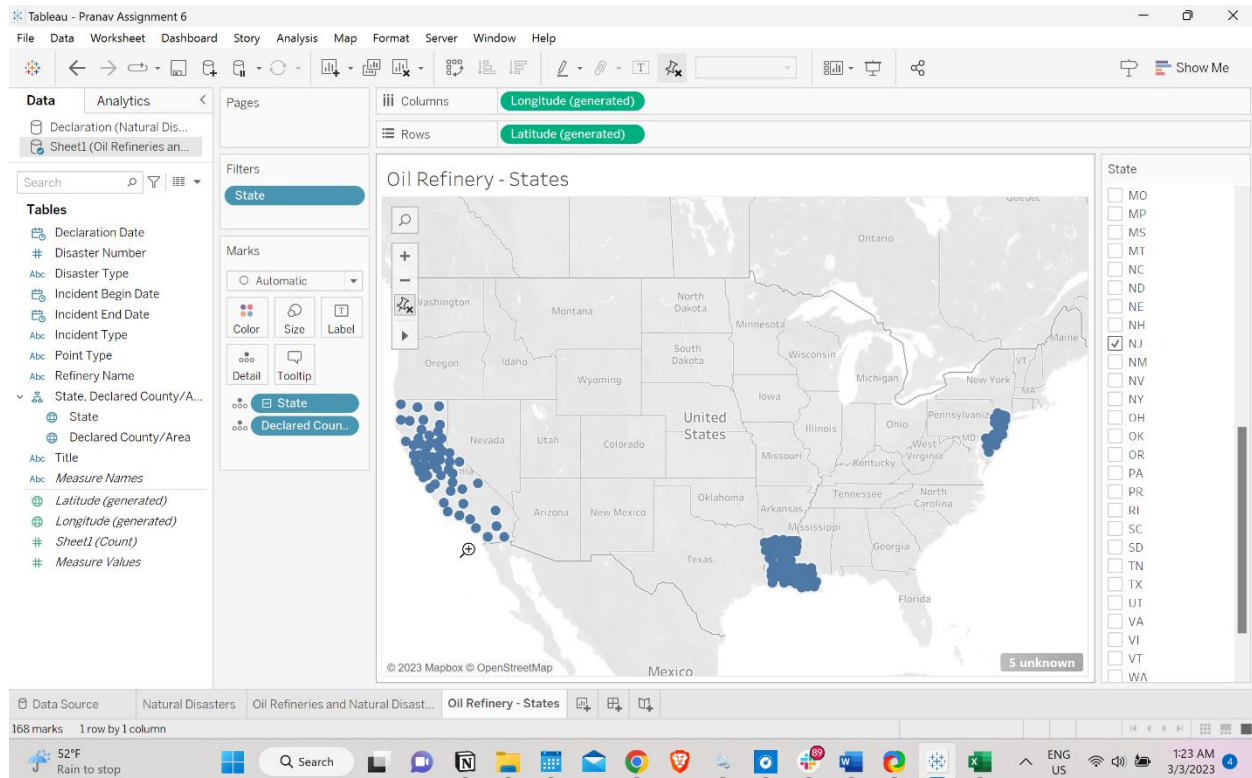 Tableau - Pranav Assignment 6
File Data Worksheet Dashboard Story Analysis Map Format Server Window Help
Show Me
Data Analytics
Declaration (Natural Dis...
Sheet1 (Oil Refineries an...
Search
Tables
Declaration Date
# Disaster Number
Abc Disaster Type
Incident Begin Date
Incident End Date
Abc Incident Type
Abc Point Type
Abc Refinery Name
State, Declared County/A...
State
Declared County/Area
Abc Title
Abc Measure Names
Latitude (generated)
Longitude (generated)
# Sheet1 (Count)
# Measure Values
Pages
Filters
State
Marks
Automatic
Color Size Label
Detail Tooltip
State
Declared Coun..
Columns Longitude (generated)
Rows Latitude (generated)
Oil Refinery - States
Quebec
Ontario
Washington
Montana
North
Dakota
Minnesota
Maine
Oregon
Idaho
South
Dakota
Wisconsin
VT
Wyoming
Michigan
New York
MA
Iowa
Pennsylvania
Nevada
Utah
Colorado
United
States
Illinois
Ohio
MD
West
Virginia
Missouri
Kentucky
Arizona
New Mexico
Oklahoma
Arkansas
Tennessee
North
Carolina
Mississippi
Texas
Georgia
Florida
Mexico
© 2023 Mapbox © OpenStreetMap
5 unknown
State
MO
MP
MS
MT
NC
ND
NE
NH
NJ
NM
NV
NY
OH
OK
OR
PA
PR
RI
SC
SD
TN
TX
UT
VA
VI
VT
WA
Data Source Natural Disasters Oil Refineries and Natural Disast... Oil Refinery - States
168 marks 1 row by 1 column
52°F
Rain to stop
Search
89
ENG
US
1:23 AM
3/3/2023
4